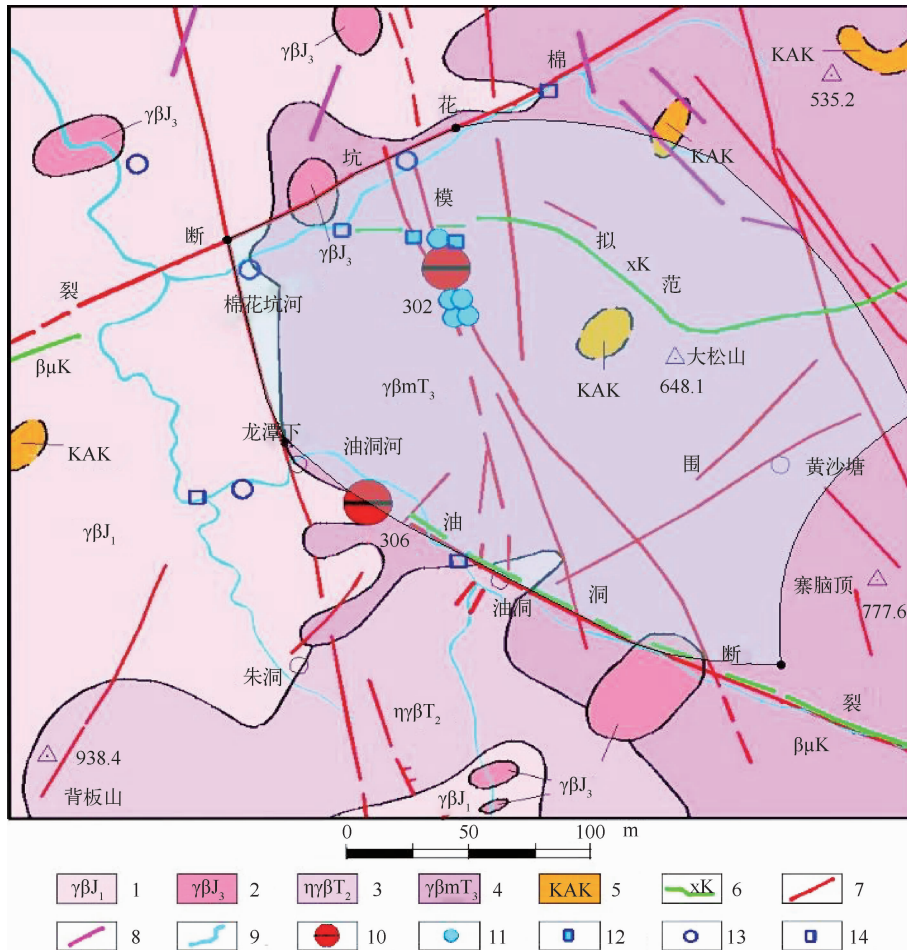 γβJ₃
棉
KAK
535.2
花
γβJ₃
坑
KAK
模
断
γβJ₃
拟
xK
范
裂
棉花坑河
302
大松山
648.1
βμK
γβmT₃
KAK
龙潭下
油洞河
围
黄沙塘
KAK
γβJ₁
306
油
寨脑顶
777.6
油洞
洞
断
朱洞
裂
ηγβT₂
βμK
938.4
背板山
γβJ₁
γβJ₃
0 50 100 m
γβJ₁ 1 γβJ₃ 2 ηγβT₂ 3 γβmT₃ 4 KAK 5 xK 6 7
8 9 10 11 12 13 14